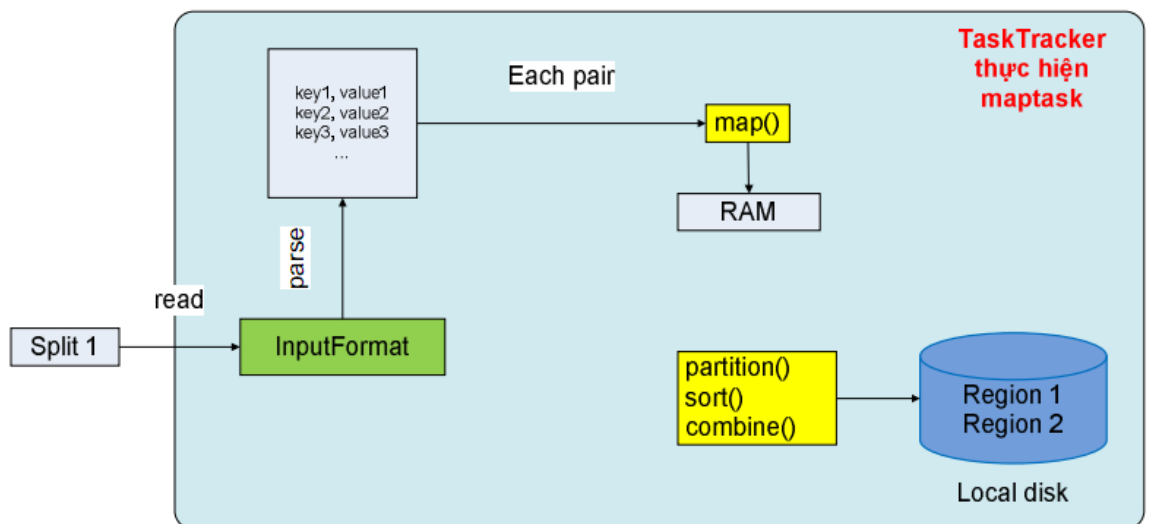 TaskTracker
thực hiện
maptask
Each pair
key1, value1
key2, value2
key3, value3
...
map()
RAM
parse
read
Split 1
InputFormat
partition()
sort()
combine()
Region 1
Region 2
Local disk